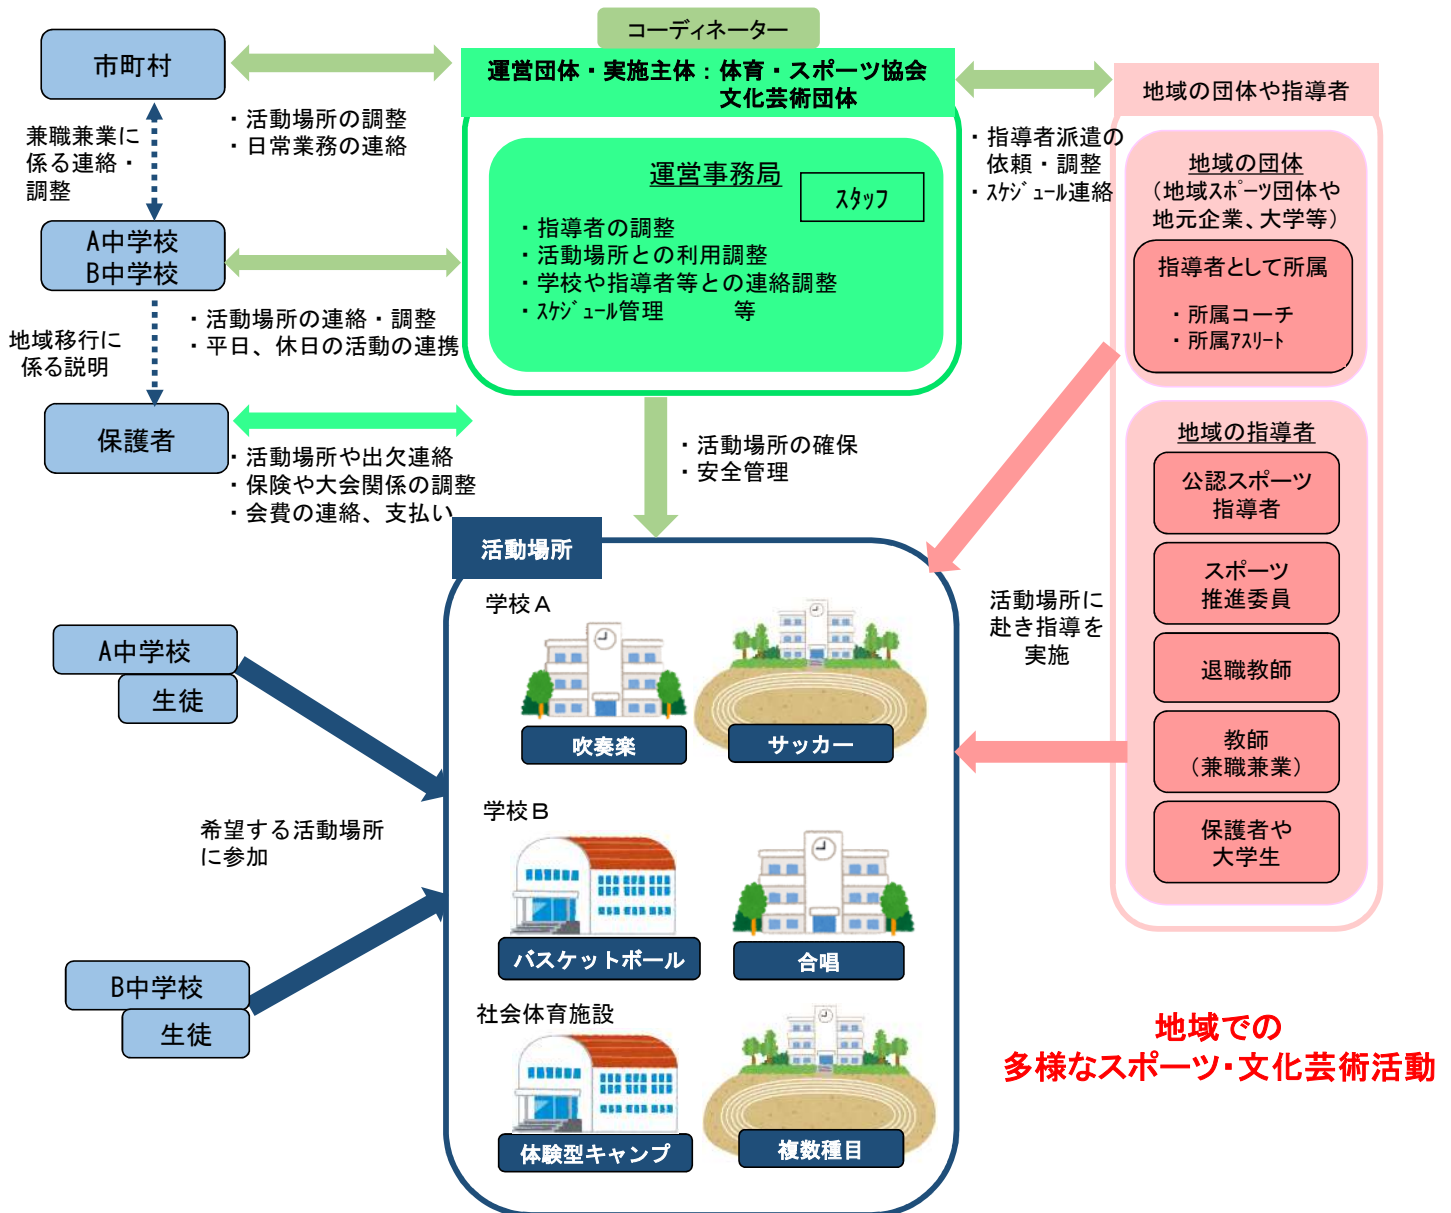 コーディネーター
市町村
運営団体・実施主体：体育・スポーツ協会
文化芸術団体
地域の団体や指導者
・活動場所の調整
・日常業務の連絡
兼職兼業に
係る連絡・
調整
・指導者派遣の
依頼・調整
・ｽｹｼﾞｭｰﾙ連絡
運営事務局
スタッフ
・指導者の調整
・活動場所との利用調整
・学校や指導者等との連絡調整
・ｽｹｼﾞｭｰﾙ管理　　　等
地域の団体
（地域スポーツ団体や
地元企業、大学等）
指導者として所属
・所属コーチ
・所属ｱｽﾘｰﾄ
A中学校
B中学校
・活動場所の連絡・調整
・平日、休日の活動の連携
地域移行に
係る説明
保護者
・活動場所や出欠連絡
・保険や大会関係の調整
・会費の連絡、支払い
・活動場所の確保
・安全管理
地域の指導者
公認スポーツ
指導者
スポーツ
推進委員
退職教師
教師
（兼職兼業）
保護者や
大学生
活動場所に
赴き指導を
実施
活動場所
学校Ａ
吹奏楽
サッカー
学校Ｂ
バスケットボール
合唱
社会体育施設
体験型キャンプ
複数種目
A中学校
生徒
希望する活動場所
に参加
B中学校
生徒
地域での
多様なスポーツ・文化芸術活動